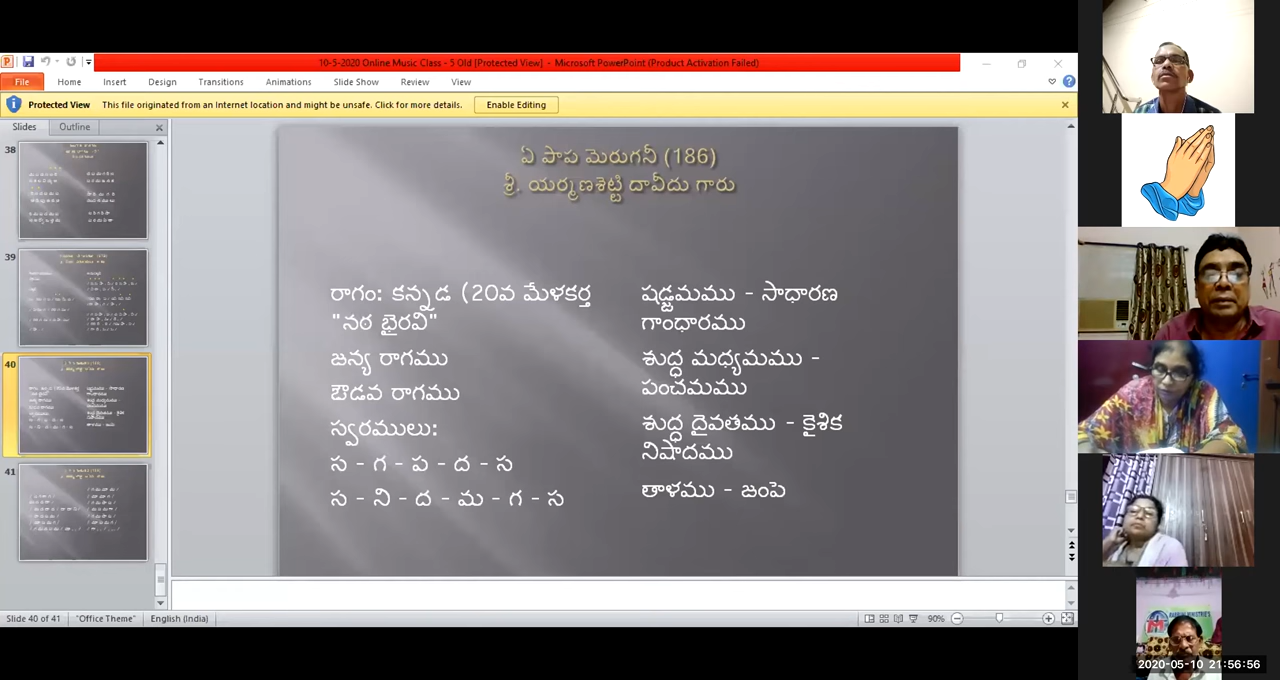 10-5-2020 Online Music Class - 5 Old [Protected View] - Microsoft PowerPoint (Product Activation Failed)
File Home Insert Design Transitions Animations Slide Show Review View
Protected View This file originated from an Internet location and might be unsafe. Click for more details. Enable Editing
Slides Outline
38
39
40
41
ఏ పాప మెరుగనీ (186)
శ్రీ. యర్మణశెట్టి దావీదు గారు
రాగం: కన్నడ (20వ మేళకర్త
"నఠ భైరవి"
జన్య రాగము
ఔడవ రాగము
స్వరములు:
స - గ - ప - ద - స
స - ని - ద - మ - గ - స
షడ్జమము - సాధారణ
గాంధారము
శుద్ధ మధ్యమము -
పంచమము
శుద్ధ దైవతము - కైశిక
నిషాదము
తాళము - జంపె
Slide 40 of 41 "Office Theme" English (India) 90%
2020-05-10 21:56:56